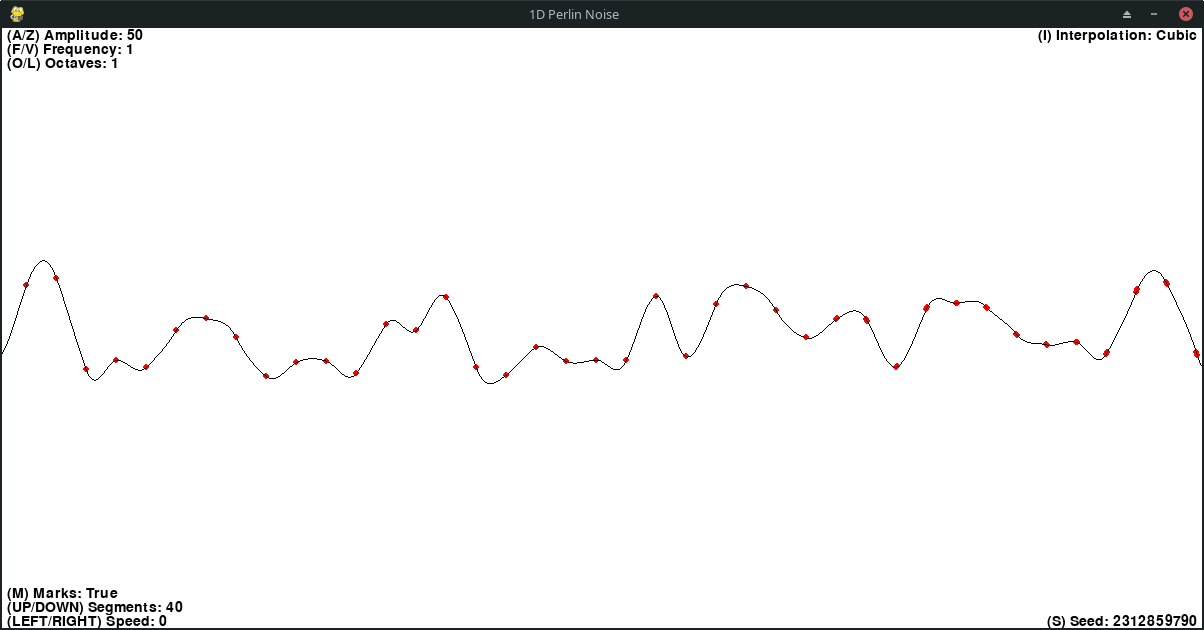 1D Perlin Noise
(A/Z) Amplitude: 50
(I) Interpolation: Cubic
(F/V) Frequency: 1
(O/L) Octaves: 1
(M) Marks: True
(UP/DOWN) Segments: 40
(LEFT/RIGHT) Speed: 0
(S) Seed: 2312859790